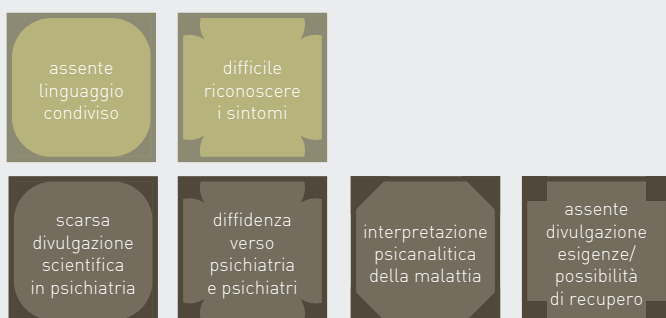 assente
linguaggio
condiviso
difficile
riconoscere
i sintomi
scarsa
divulgazione
scientifica
in psichiatria
diffidenza
verso
psichiatria
e psichiatri
interpretazione
psicanalitica
della malattia
assente
divulgazione
esigenze/
possibilità
di recupero